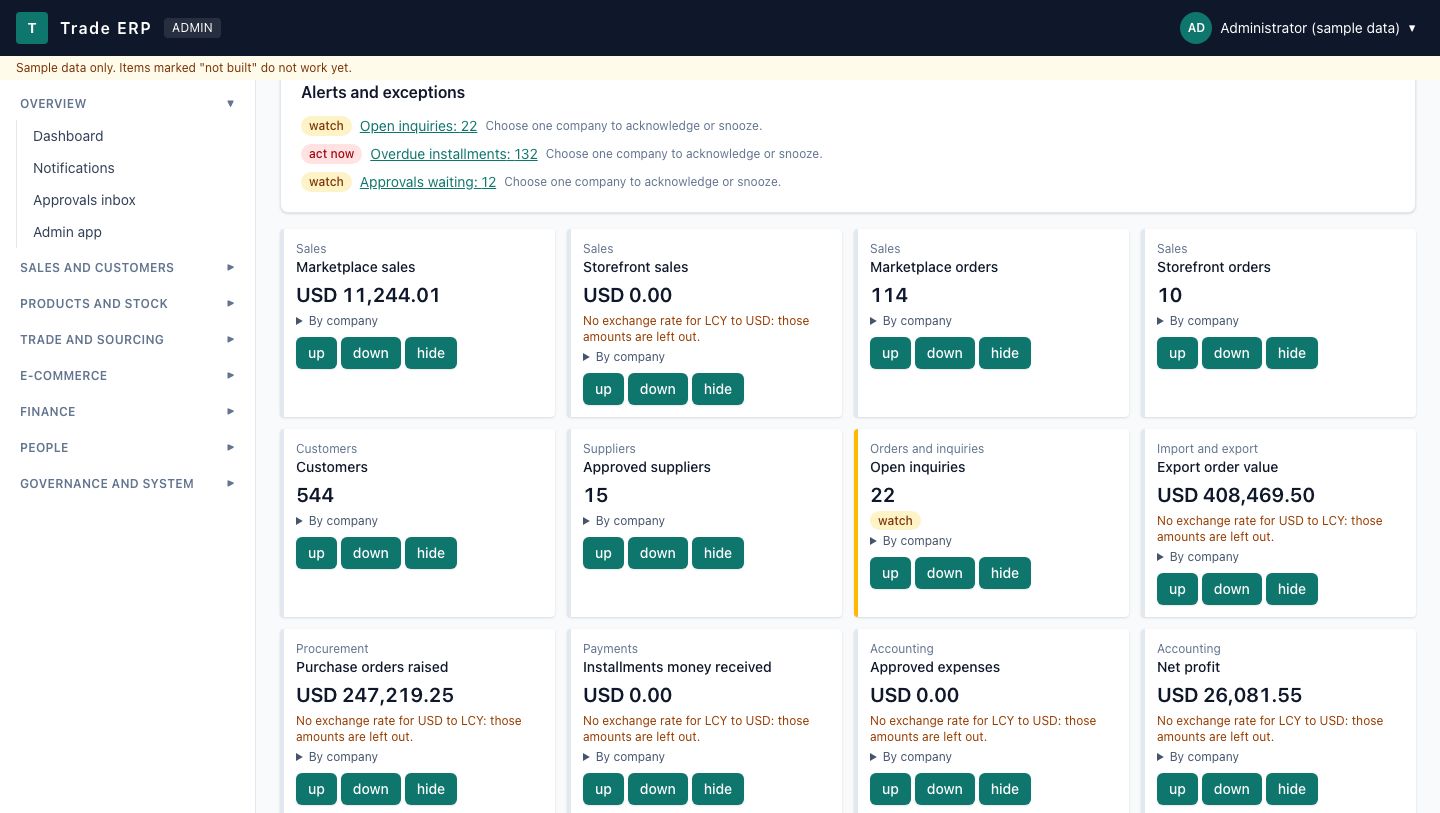 T Trade ERP ADMIN AD Administrator (sample data) ▼
Sample data only. Items marked "not built" do not work yet.
OVERVIEW ▼
Dashboard
Notifications
Approvals inbox
Admin app
SALES AND CUSTOMERS ►
PRODUCTS AND STOCK ►
TRADE AND SOURCING ►
E-COMMERCE ►
FINANCE ►
PEOPLE ►
GOVERNANCE AND SYSTEM ►
Alerts and exceptions
watch Open inquiries: 22 Choose one company to acknowledge or snooze.
act now Overdue installments: 132 Choose one company to acknowledge or snooze.
watch Approvals waiting: 12 Choose one company to acknowledge or snooze.
Sales
Marketplace sales
USD 11,244.01
By company
up down hide
Sales
Storefront sales
USD 0.00
No exchange rate for LCY to USD: those
amounts are left out.
By company
up down hide
Sales
Marketplace orders
114
By company
up down hide
Sales
Storefront orders
10
By company
up down hide
Customers
Customers
544
By company
up down hide
Suppliers
Approved suppliers
15
By company
up down hide
Orders and inquiries
Open inquiries
22
watch
By company
up down hide
Import and export
Export order value
USD 408,469.50
No exchange rate for USD to LCY: those
amounts are left out.
By company
up down hide
Procurement
Purchase orders raised
USD 247,219.25
No exchange rate for USD to LCY: those
amounts are left out.
By company
up down hide
Payments
Installments money received
USD 0.00
No exchange rate for LCY to USD: those
amounts are left out.
By company
up down hide
Accounting
Approved expenses
USD 0.00
No exchange rate for LCY to USD: those
amounts are left out.
By company
up down hide
Accounting
Net profit
USD 26,081.55
No exchange rate for LCY to USD: those
amounts are left out.
By company
up down hide